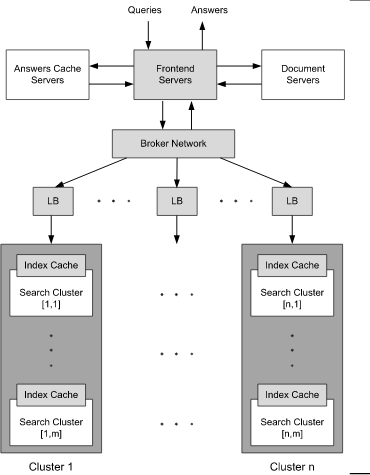 Queries
Answers
Answers Cache
Servers
Frontend
Servers
Document
Servers
Broker Network
LB
LB
LB
Index Cache
Search Cluster
[1,1]
Index Cache
Search Cluster
[n,1]
Index Cache
Search Cluster
[1,m]
Index Cache
Search Cluster
[n,m]
Cluster 1
Cluster n